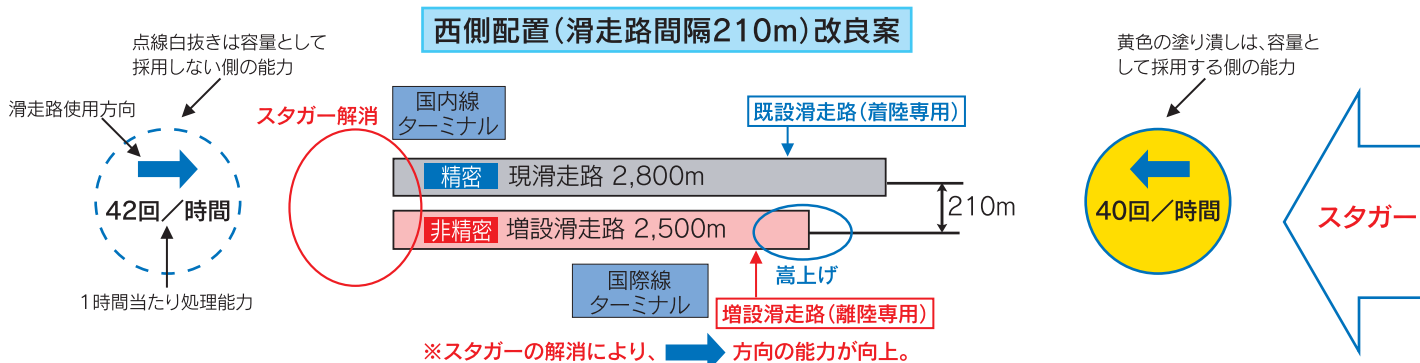 西側配置(滑走路間隔210m)改良案
点線白抜きは容量として
採用しない側の能力
滑走路使用方向
42回/時間
1時間当たり処理能力
スタガー解消
国内線
ターミナル
既設滑走路(着陸専用)
精密 現滑走路 2,800m
非精密 増設滑走路 2,500m
210m
嵩上げ
国際線
ターミナル
増設滑走路(離陸専用)
※スタガーの解消により、 方向の能力が向上。
黄色の塗り潰しは、容量と
して採用する側の能力
40回/時間
スタガー